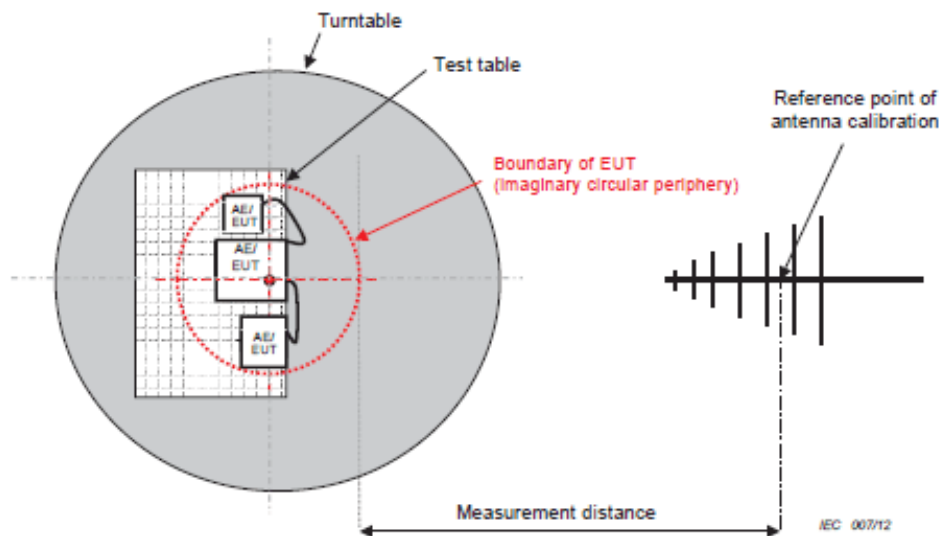 Turntable
Test table
Reference point of
antenna calibration
Boundary of EUT
(imaginary circular periphery)
AE/
EUT
AE/
EUT
AE/
EUT
Measurement distance
IEC 007/12